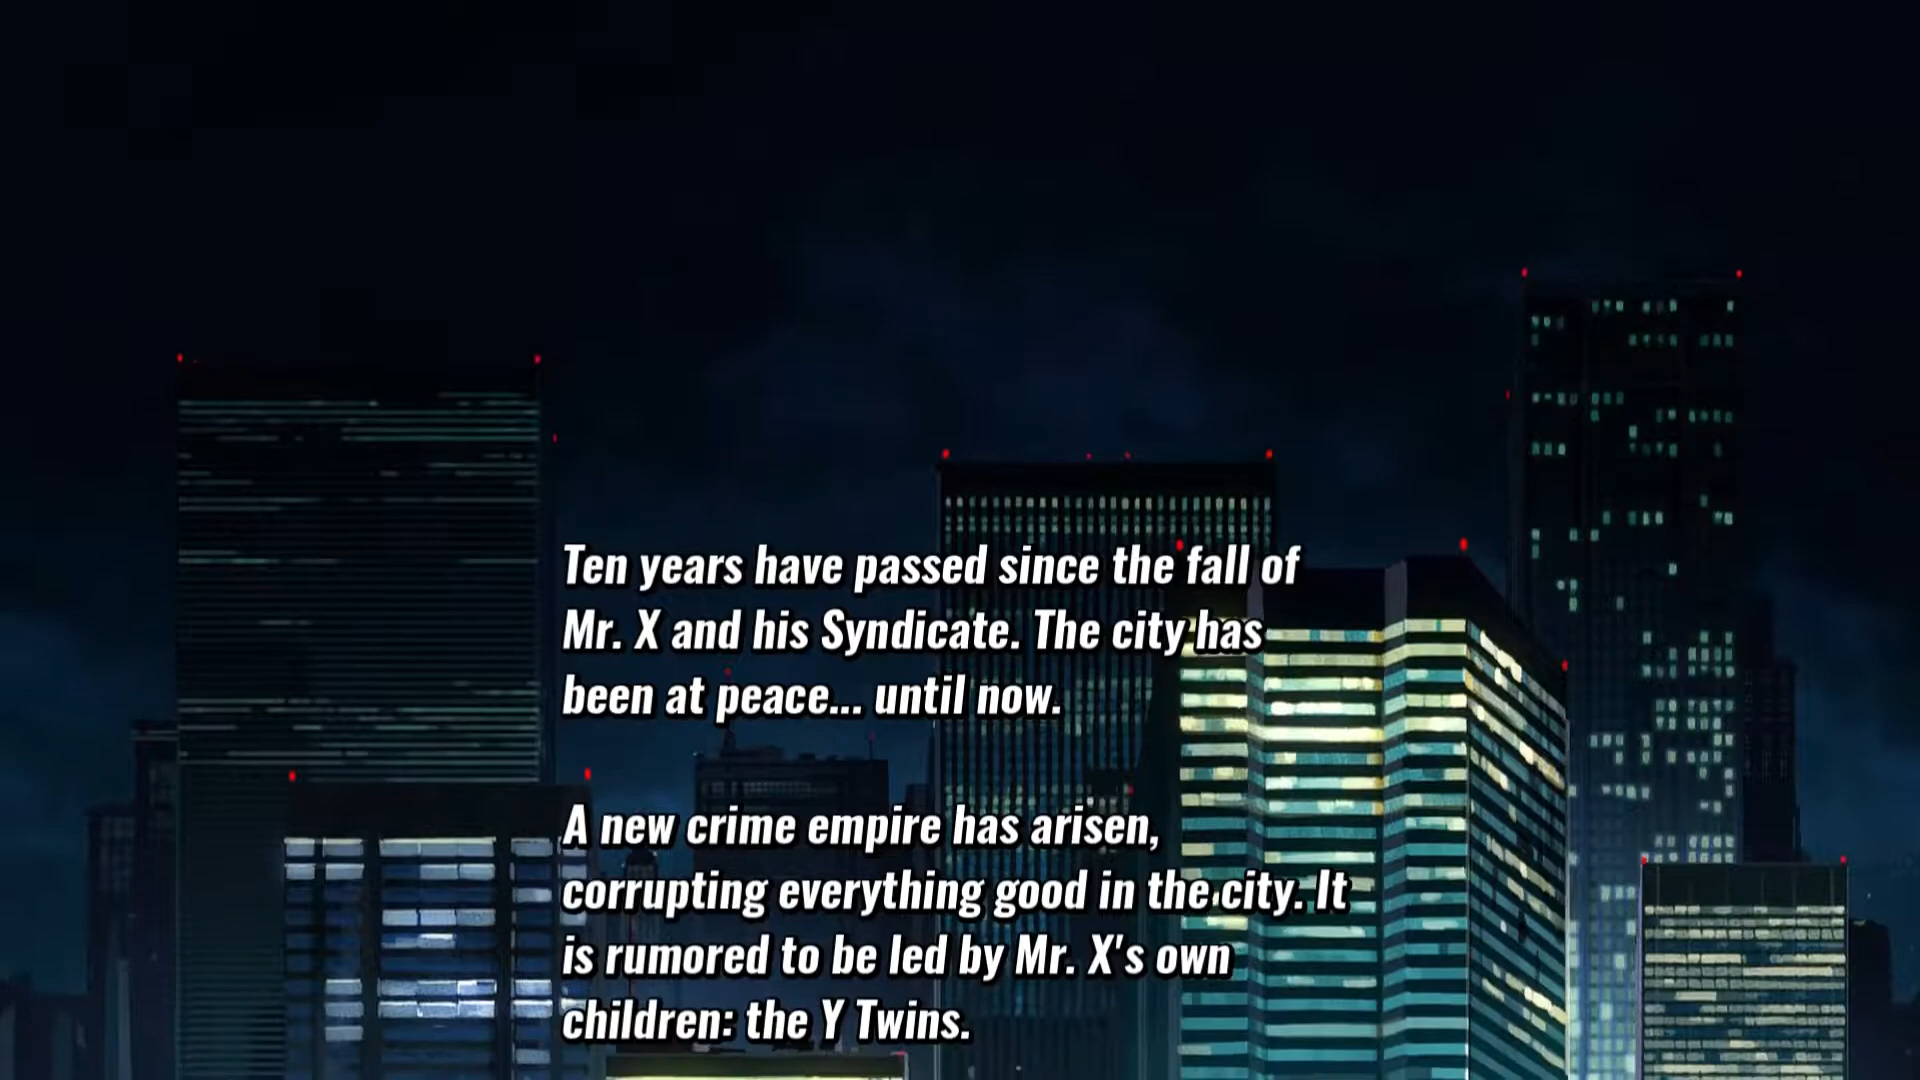 Ten years have passed since the fall of
Mr. X and his Syndicate. The city has
been at peace... until now.
A new crime empire has arisen,
corrupting everything good in the city. It
is rumored to be led by Mr. X's own
children: the Y Twins.